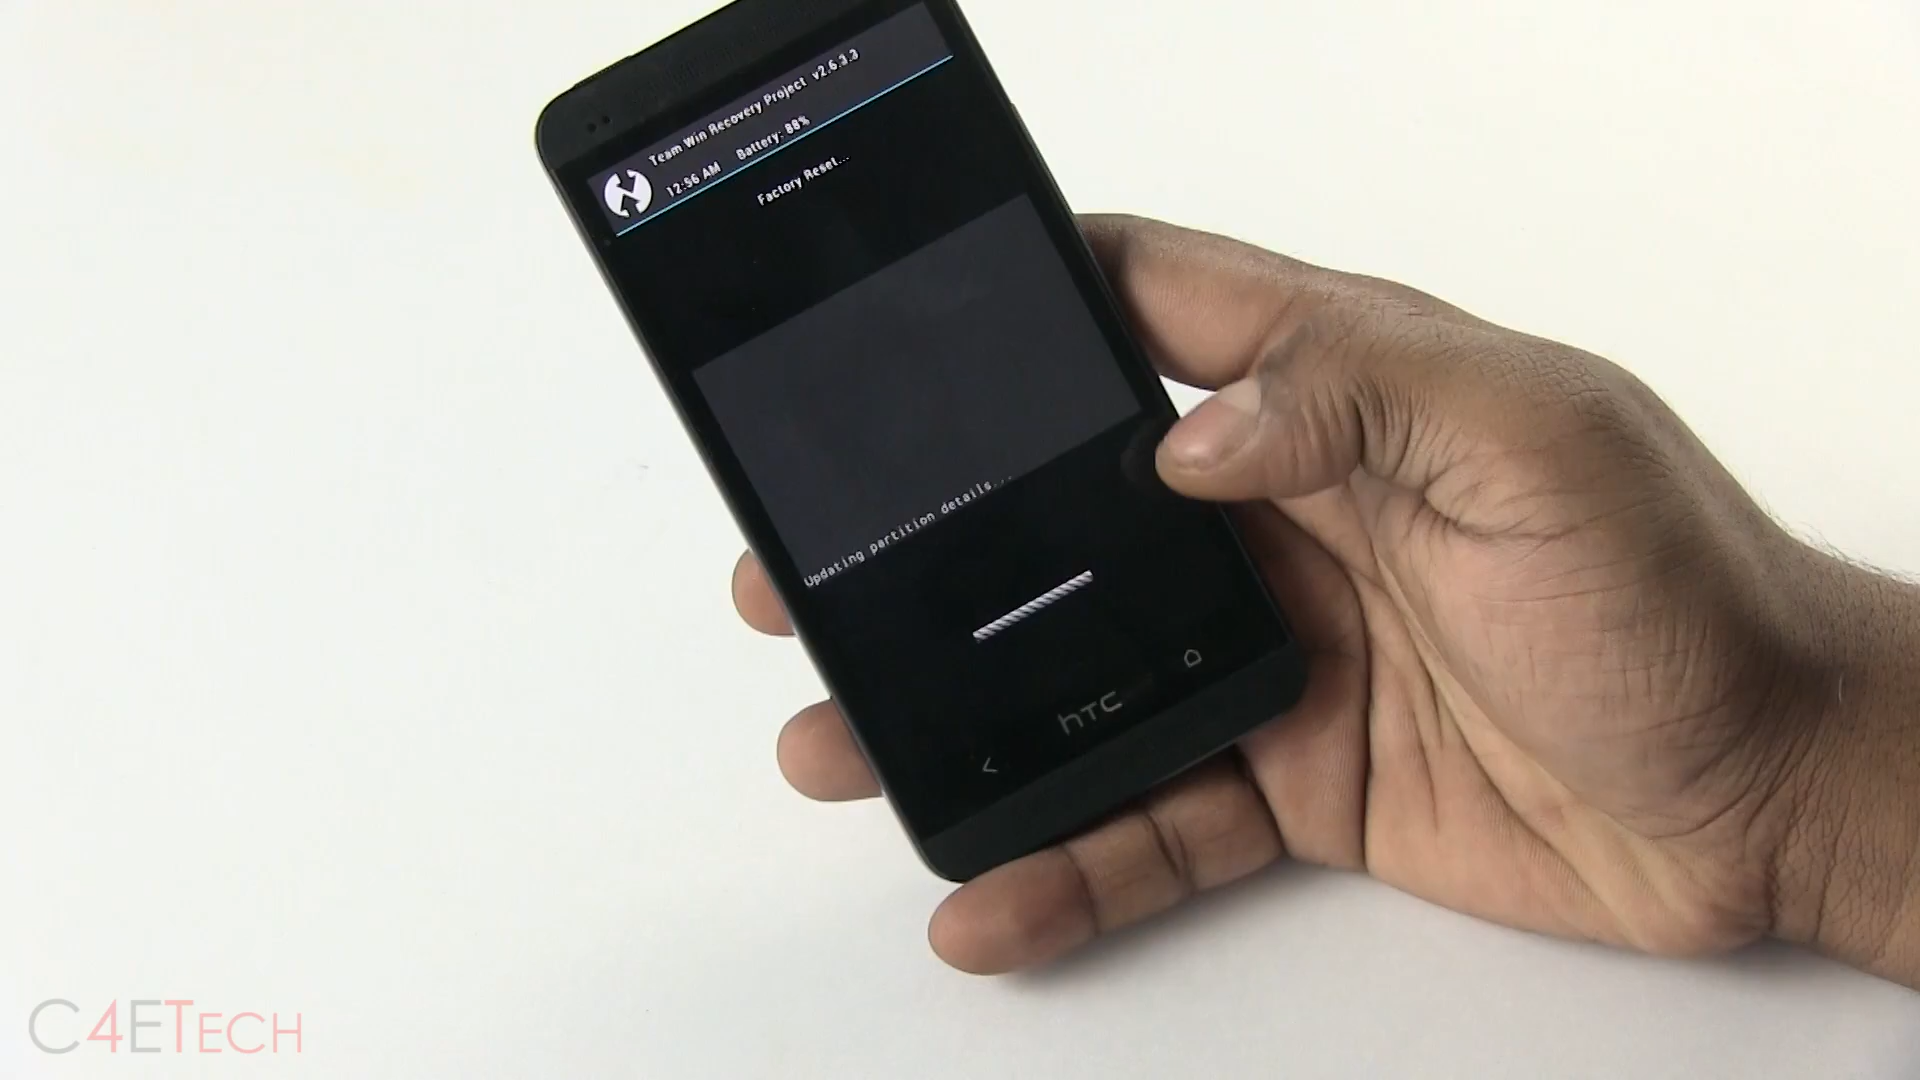 Team Win Recovery Project v2.6.3.3
12:56 AM Battery: 88%
Factory Reset...
Updating partition details...
hTC
C4ETECH